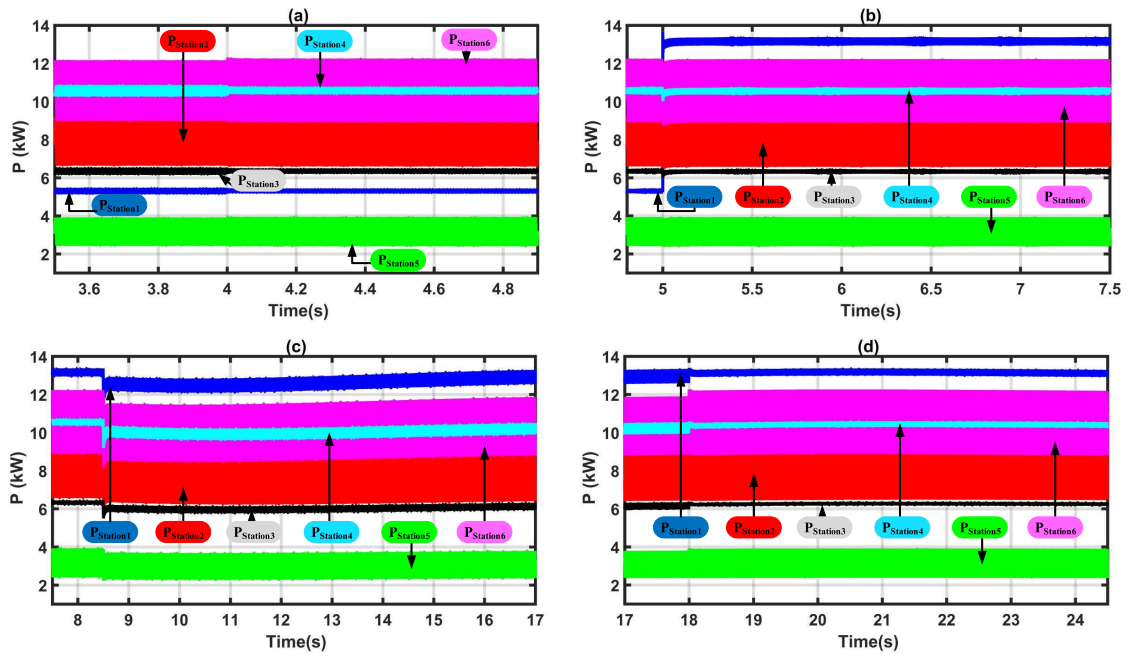 (a)
P (kW)
14
12
10
8
6
4
2
3.6
3.8
4
4.2
4.4
4.6
4.8
Time(s)
PStation2
PStation4
PStation6
PStation3
PStation1
PStation5
(b)
P (kW)
14
12
10
8
6
4
2
5
5.5
6
6.5
7
7.5
Time(s)
PStation1
PStation2
PStation3
PStation4
PStation5
PStation6
(c)
P (kW)
14
12
10
8
6
4
2
8
9
10
11
12
13
14
15
16
17
Time(s)
PStation1
PStation2
PStation3
PStation4
PStation5
PStation6
(d)
P (kW)
14
12
10
8
6
4
2
17
18
19
20
21
22
23
24
Time(s)
PStation1
PStation2
PStation3
PStation4
PStation5
PStation6